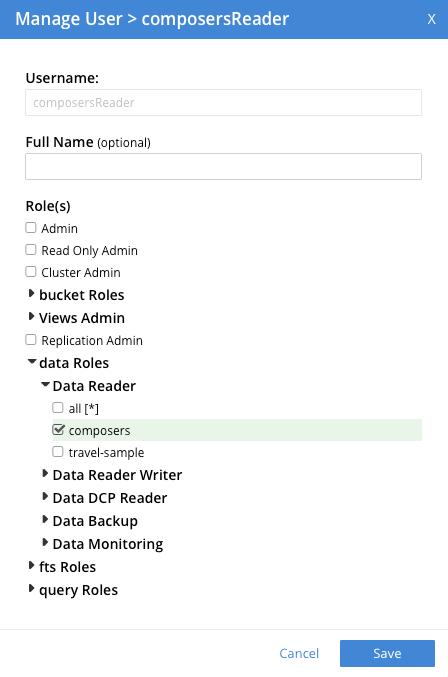 Manage User > composersReader X
Username:
composersReader
Full Name (optional)
Role(s)
Admin
Read Only Admin
Cluster Admin
bucket Roles
Views Admin
Replication Admin
data Roles
Data Reader
all [*]
composers
travel-sample
Data Reader Writer
Data DCP Reader
Data Backup
Data Monitoring
fts Roles
query Roles
Cancel Save